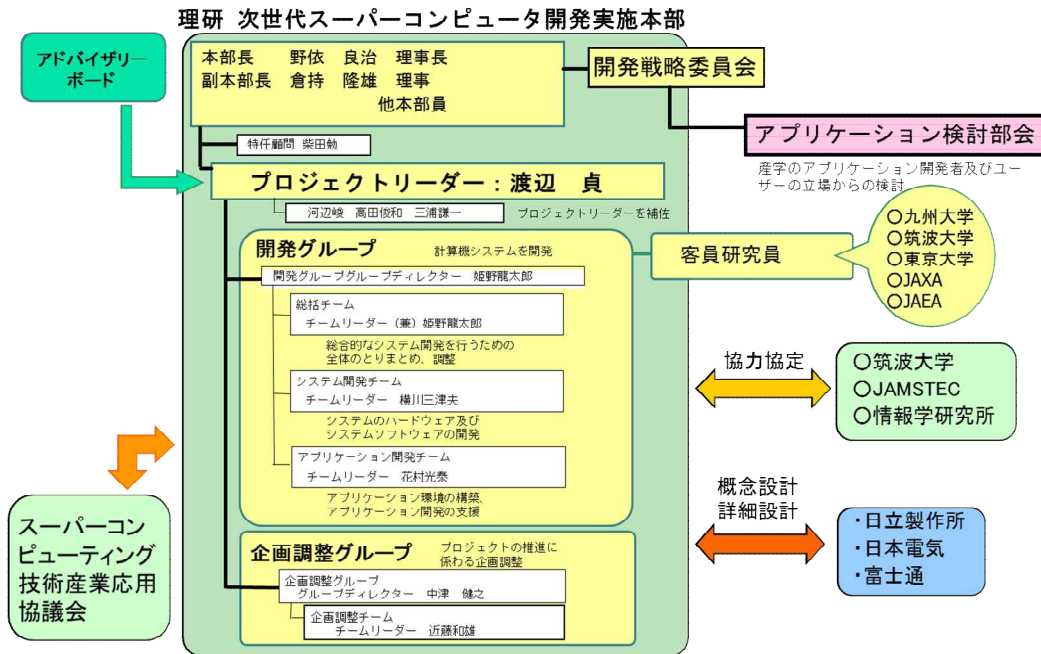 理研 次世代スーパーコンピュータ開発実施本部
アドバイザリー
ボード
本部長 野依 良治 理事長
副本部長 倉持 隆雄 理事
他本部員
開発戦略委員会
アプリケーション検討部会
産学のアプリケーション開発者及びユー
ザーの立場からの検討
特任顧問 柴田勉
プロジェクトリーダー：渡辺 貞
河辺峻 高田俊和 三浦謙一
プロジェクトリーダーを補佐
開発グループ
計算機システムを開発
開発グループグループディレクター 姫野龍太郎
総括チーム
チームリーダー（兼）姫野龍太郎
総合的なシステム開発を行うための
全体のとりまとめ、調整
システム開発チーム
チームリーダー 横川三津夫
システムのハードウェア及び
システムソフトウェアの開発
アプリケーション開発チーム
チームリーダー 花村光泰
アプリケーション環境の構築、
アプリケーション開発の支援
客員研究員
○九州大学
○筑波大学
○東京大学
○JAXA
○JAEA
協力協定
○筑波大学
○JAMSTEC
○情報学研究所
概念設計
詳細設計
・日立製作所
・日本電気
・富士通
スーパーコン
ピューティング
技術産業応用
協議会
企画調整グループ
プロジェクトの推進に
係わる企画調整
企画調整グループ
グループディレクター 中津 健之
企画調整チーム
チームリーダー 近藤和雄